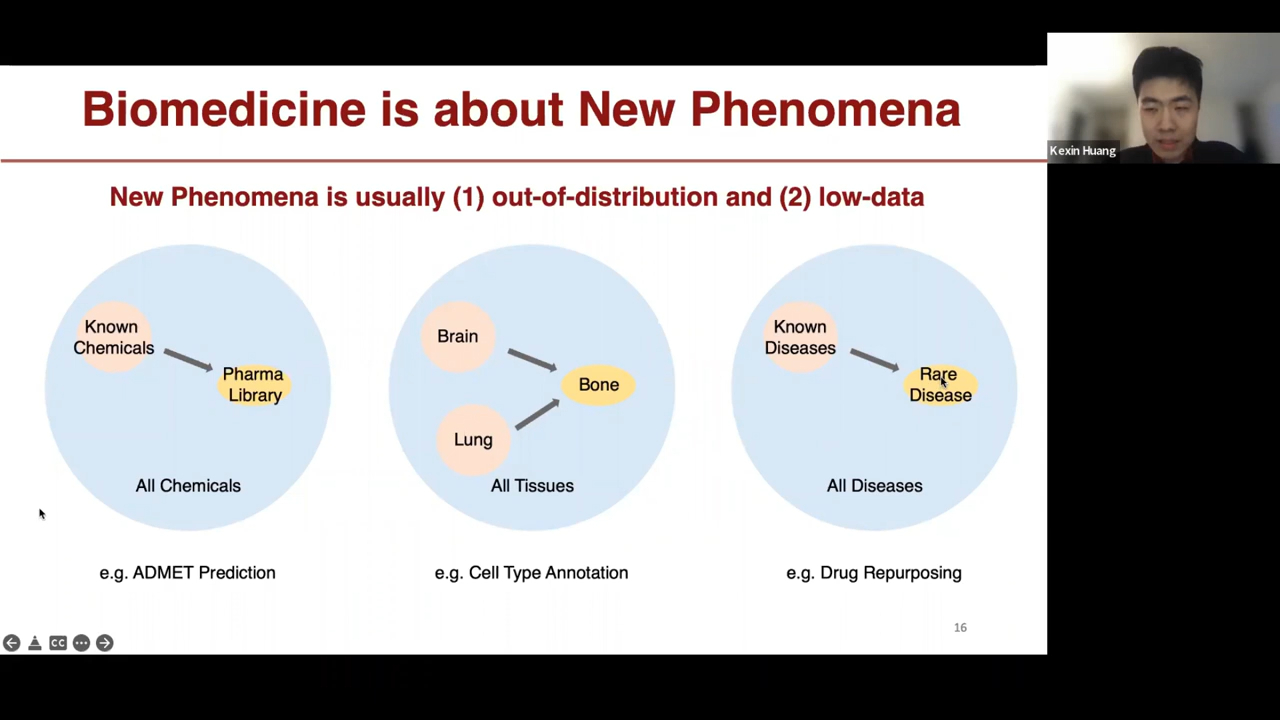 Biomedicine is about New Phenomena
Kexin Huang
New Phenomena is usually (1) out-of-distribution and (2) low-data
Known
Chemicals
Pharma
Library
All Chemicals
e.g. ADMET Prediction
Brain
Bone
Lung
All Tissues
e.g. Cell Type Annotation
Known
Diseases
Rare
Disease
All Diseases
e.g. Drug Repurposing
16
CC